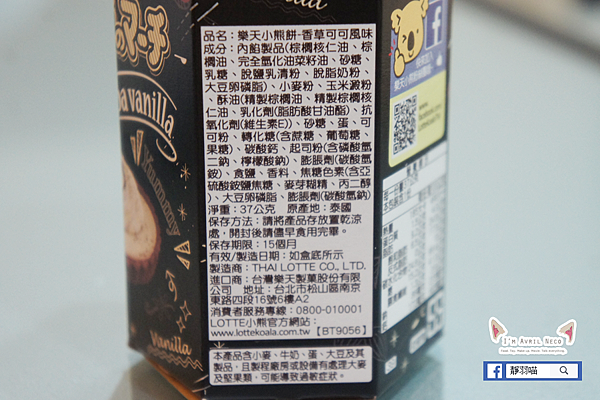 のマーチ
vanilla
Yummy
Vanilla
品名：樂天小熊餅-香草可可風味
成分：內餡製品(棕櫚核仁油、棕
櫚油、完全氫化油菜籽油、砂糖、
乳糖、脫鹽乳清粉、脫脂奶粉、
大豆卵磷脂)、小麥粉、玉米澱粉
、酥油(精製棕櫚油、精製棕櫚核
仁油、乳化劑(脂肪酸甘油酯)、抗
氧化劑(維生素E))、砂糖、蛋、可
可粉、轉化糖(含蔗糖、葡萄糖、
果糖)、碳酸鈣、起司粉(含磷酸氫
二鈉、檸檬酸鈉)、膨脹劑(碳酸氫
銨)、食鹽、香料、焦糖色素(含亞
硫酸銨鹽焦糖、麥芽糊精、丙二醇
)、大豆卵磷脂、膨脹劑(碳酸氫鈉)
淨重：37公克 原產地：泰國
保存方法：請將產品存放置乾涼
處，開封後請儘早食用完畢。
保存期限：15個月
有效/製造日期：如盒底所示
製造商：THAI LOTTE CO., LTD.
進口商：台灣樂天製菓股份有限
公司 地址：台北市松山區南京
東路四段16號6樓A2
消費者服務專線：0800-010001
LOTTE小熊官方網站：
www.lottekoala.com.tw 【BT9056】
本產品含小麥、牛奶、蛋、大豆及其
製品，且製程廠房或設備有處理大麥
及堅果類，可能導致過敏症狀。
I'm Avril Neco
靜羽喵